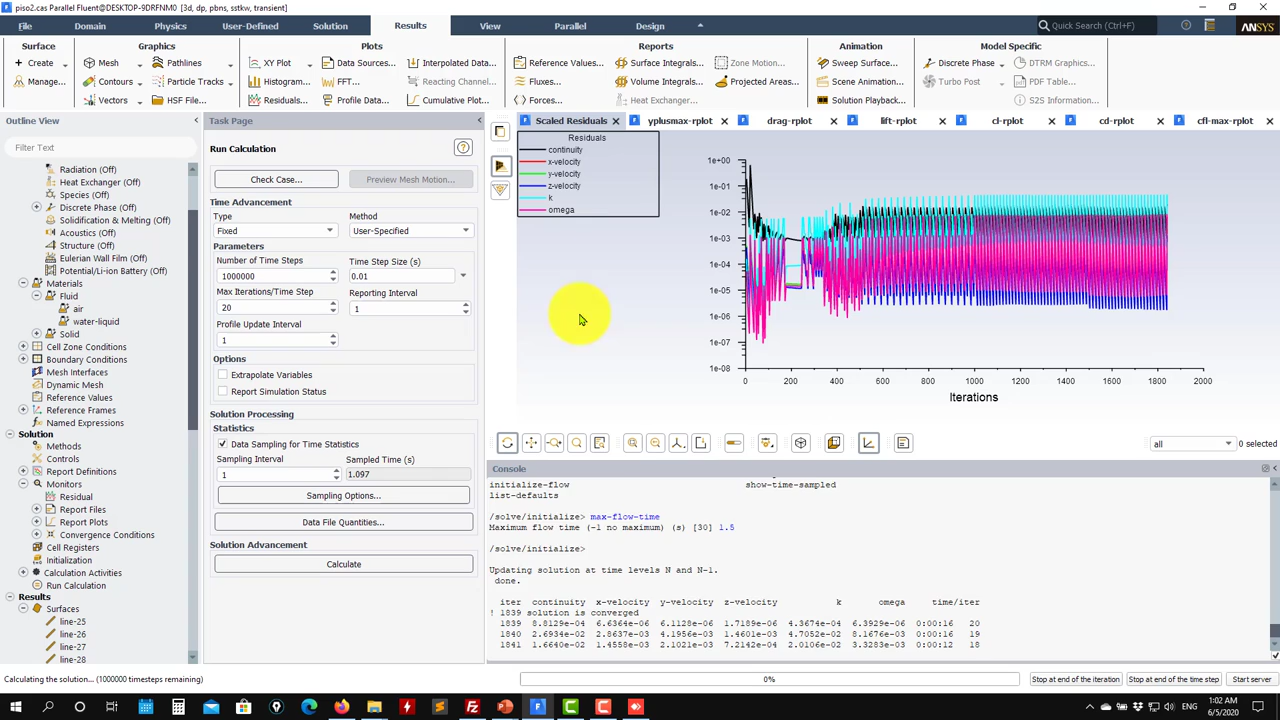 piso2.cas Parallel Fluent@DESKTOP-9DRFNM0 [3d, dp, pbns, sstkw, transient]
File Domain Physics User-Defined Solution Results View Parallel Design Quick Search (Ctrl+F) ANSYS
Surface Graphics Plots Reports Animation Model Specific
Create Mesh Pathlines XY Plot Data Sources... Interpolated Data... Reference Values... Surface Integrals... Zone Motion... Sweep Surface... Discrete Phase DTRM Graphics...
Manage... Contours Particle Tracks Histogram... FFT... Reacting Channel... Fluxes... Volume Integrals... Projected Areas... Scene Animation... Turbo Post PDF Table...
Vectors HSF File... Residuals... Profile Data... Cumulative Plot... Forces... Heat Exchanger... Solution Playback... S2S Information...
Outline View
Filter Text
Radiation (Off)
Heat Exchanger (Off)
Species (Off)
Discrete Phase (Off)
Solidification & Melting (Off)
Acoustics (Off)
Structure (Off)
Eulerian Wall Film (Off)
Potential/Li-ion Battery (Off)
Materials
Fluid
air
water-liquid
Solid
Cell Zone Conditions
Boundary Conditions
Mesh Interfaces
Dynamic Mesh
Reference Values
Reference Frames
Named Expressions
Solution
Methods
Controls
Report Definitions
Monitors
Residual
Report Files
Report Plots
Convergence Conditions
Cell Registers
Initialization
Calculation Activities
Run Calculation
Results
Surfaces
line-25
line-26
line-27
line-28
Task Page
Run Calculation
Check Case... Preview Mesh Motion...
Time Advancement
Type Method
Fixed User-Specified
Parameters
Number of Time Steps Time Step Size (s)
1000000 0.01
Max Iterations/Time Step Reporting Interval
20 1
Profile Update Interval
1
Options
Extrapolate Variables
Report Simulation Status
Solution Processing
Statistics
Data Sampling for Time Statistics
Sampling Interval Sampled Time (s)
1 1.097
Sampling Options...
Data File Quantities...
Solution Advancement
Calculate
Scaled Residuals yplusmax-rplot drag-rplot lift-rplot cl-rplot cd-rplot cfl-max-rplot
Residuals
continuity
x-velocity
y-velocity
z-velocity
k
omega
1e+00
1e-01
1e-02
1e-03
1e-04
1e-05
1e-06
1e-07
1e-08
0 200 400 600 800 1000 1200 1400 1600 1800 2000
Iterations
all 0 selected
Console
initialize-flow show-time-sampled
list-defaults
/solve/initialize> max-flow-time
Maximum flow time (-1 no maximum) (s) [30] 1.5
/solve/initialize>
Updating solution at time levels N and N-1.
done.
iter continuity x-velocity y-velocity z-velocity k omega time/iter
! 1839 solution is converged
1839 8.8129e-04 6.6364e-06 6.1128e-06 1.7189e-06 4.3674e-04 6.3929e-06 0:00:16 20
1840 2.6934e-02 2.8637e-03 4.1956e-03 1.4601e-03 4.7052e-02 8.1676e-03 0:00:16 19
1841 1.6640e-02 1.4558e-03 2.1021e-03 7.2142e-04 2.0106e-02 3.3283e-03 0:00:12 18
Calculating the solution... (1000000 timesteps remaining) 0% Stop at end of the iteration Stop at end of the time step Start server
ENG 1:02 AM
6/5/2020